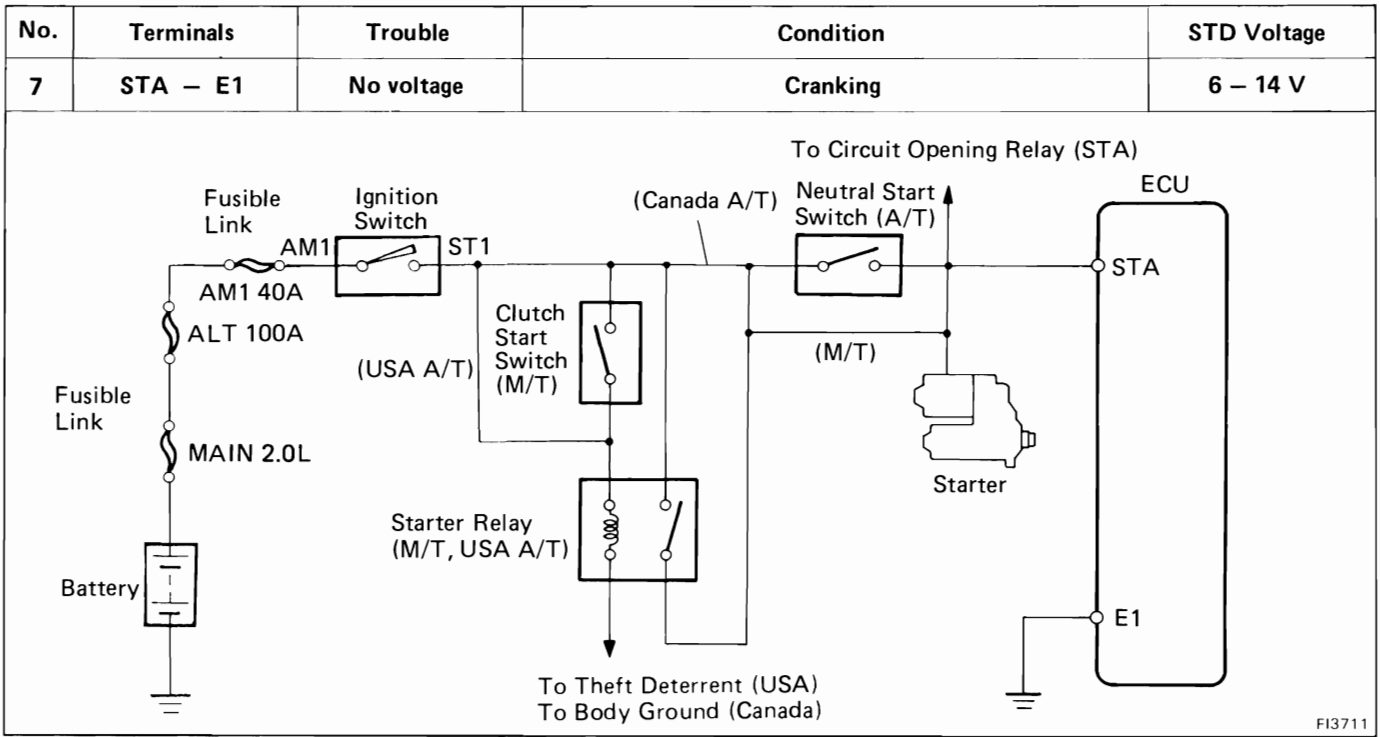 No. Terminals Trouble Condition STD Voltage
7 STA – E1 No voltage Cranking 6 – 14 V
To Circuit Opening Relay (STA)
ECU
Fusible
Link
Ignition
Switch
(Canada A/T)
Neutral Start
Switch (A/T)
AM1
ST1
STA
AM1 40A
ALT 100A
Clutch
Start
Switch
(M/T)
(USA A/T)
(M/T)
Fusible
Link
MAIN 2.0L
Starter
Starter Relay
(M/T, USA A/T)
Battery
E1
To Theft Deterrent (USA)
To Body Ground (Canada)
FI3711